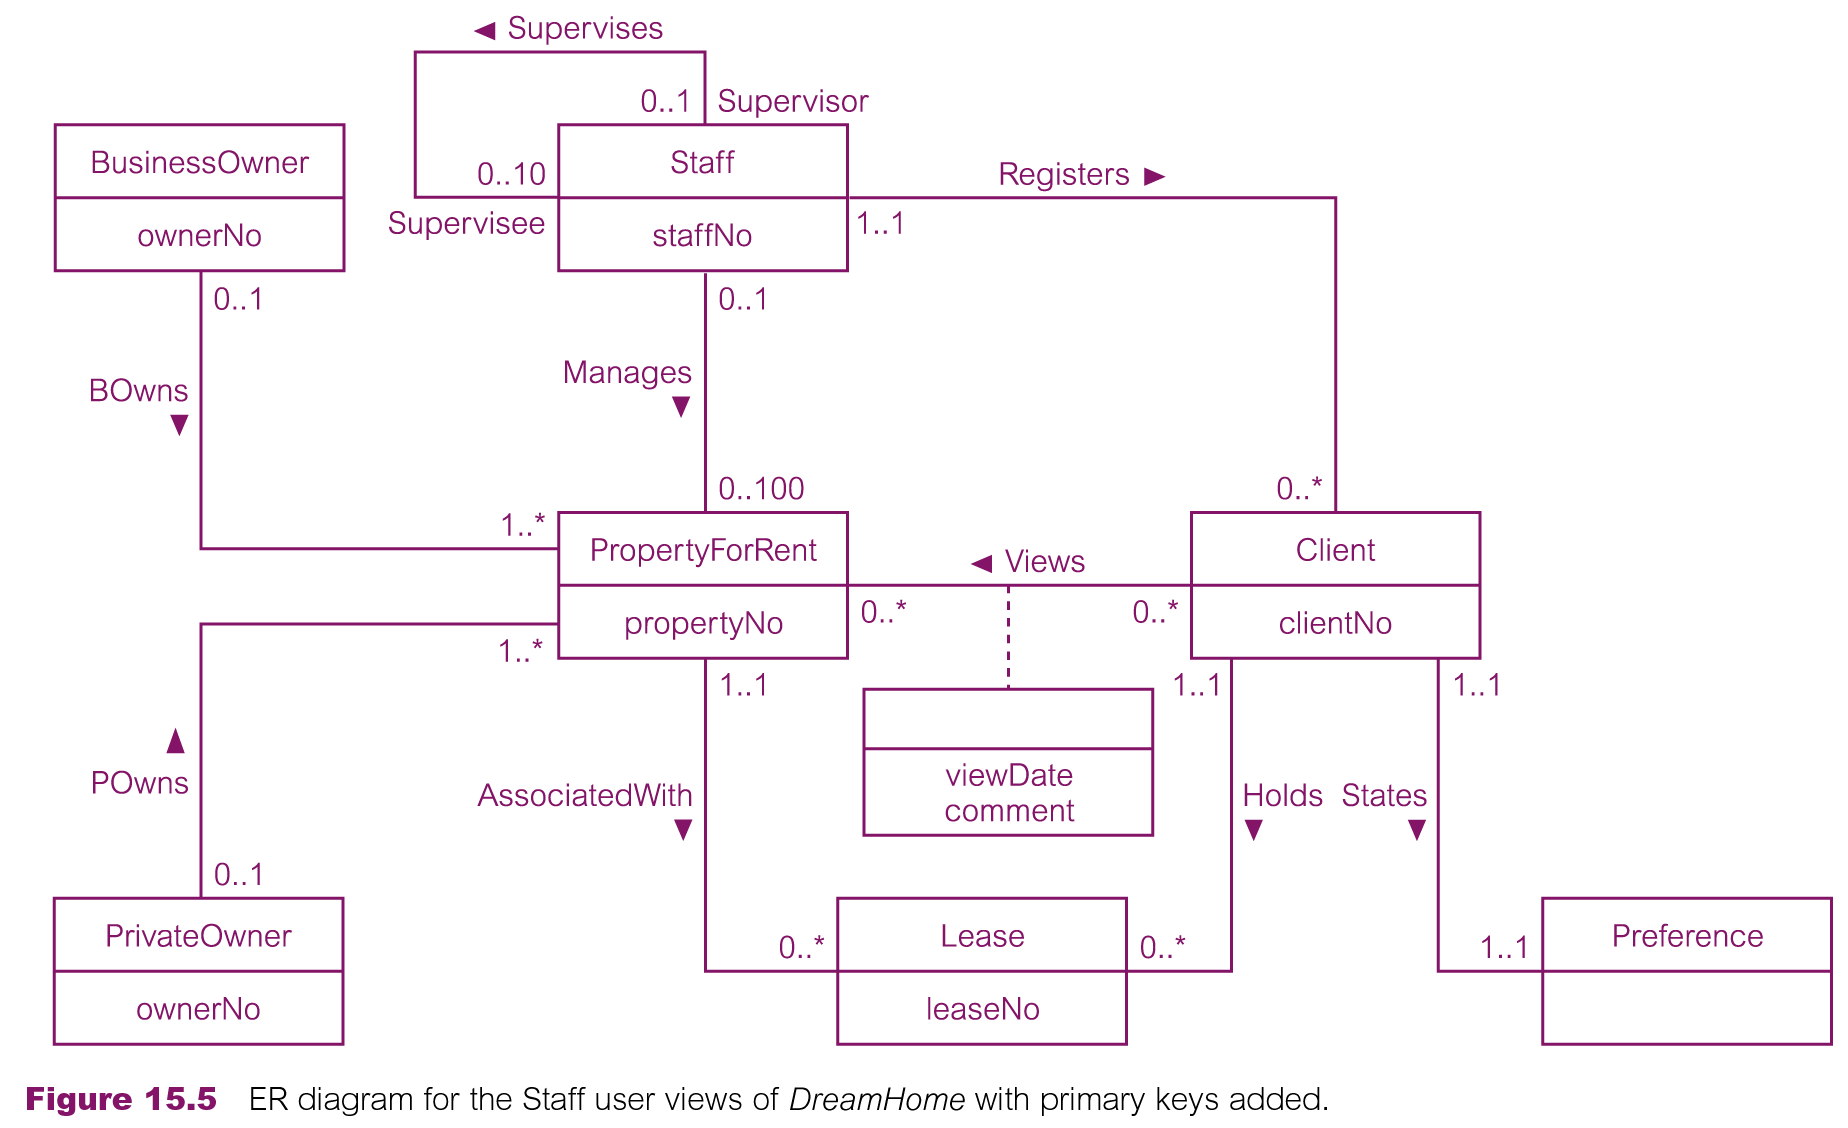 ◄ Supervises
0..1 Supervisor
BusinessOwner
ownerNo
0..10
Supervisee
Staff
staffNo
Registers ►
1..1
0..1
0..1
BOwns
▼
Manages
▼
0..100
0..*
1..*
PropertyForRent
propertyNo
◄ Views
0..*
0..*
Client
clientNo
1..*
1..1
1..1
1..1
viewDate
comment
▲
POwns
AssociatedWith
▼
Holds
▼
States
▼
0..1
PrivateOwner
ownerNo
0..*
Lease
leaseNo
0..*
1..1
Preference
Figure 15.5 ER diagram for the Staff user views of DreamHome with primary keys added.